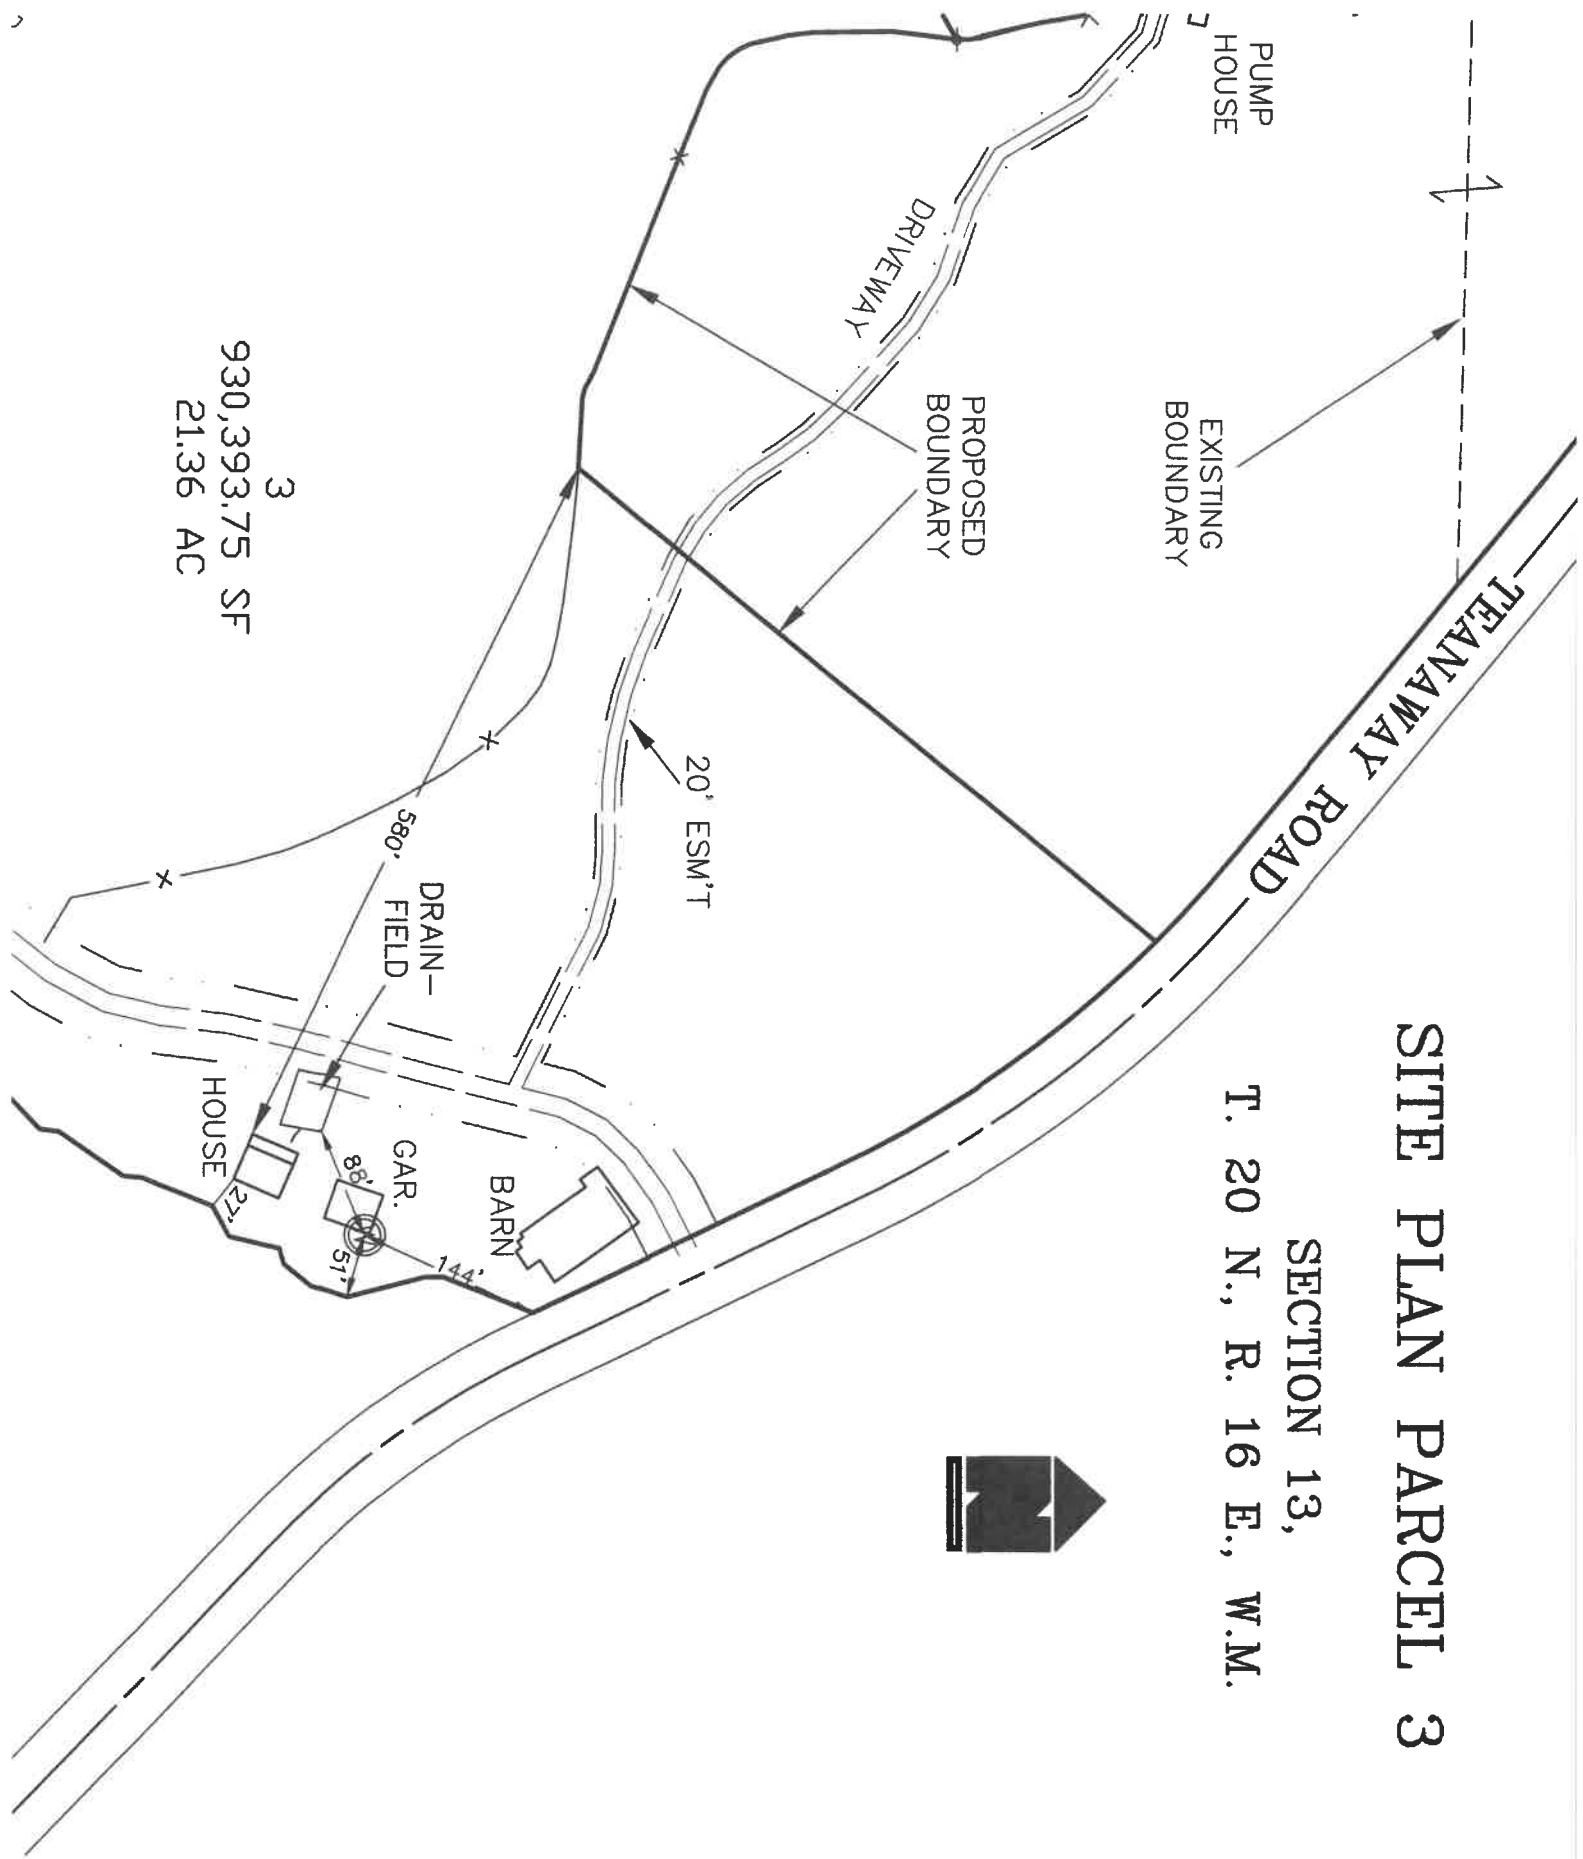 SITE PLAN PARCEL 3
SECTION 13,
T. 20 N., R. 16 E., W.M.
TEANAWAY ROAD
EXISTING
BOUNDARY
PUMP
HOUSE
PROPOSED
BOUNDARY
DRIVEWAY
20' ESM'T
580'
DRAIN-
FIELD
GAR.
BARN
HOUSE
88'
144'
51'
27'
3
930,393.75 SF
21.36 AC
N